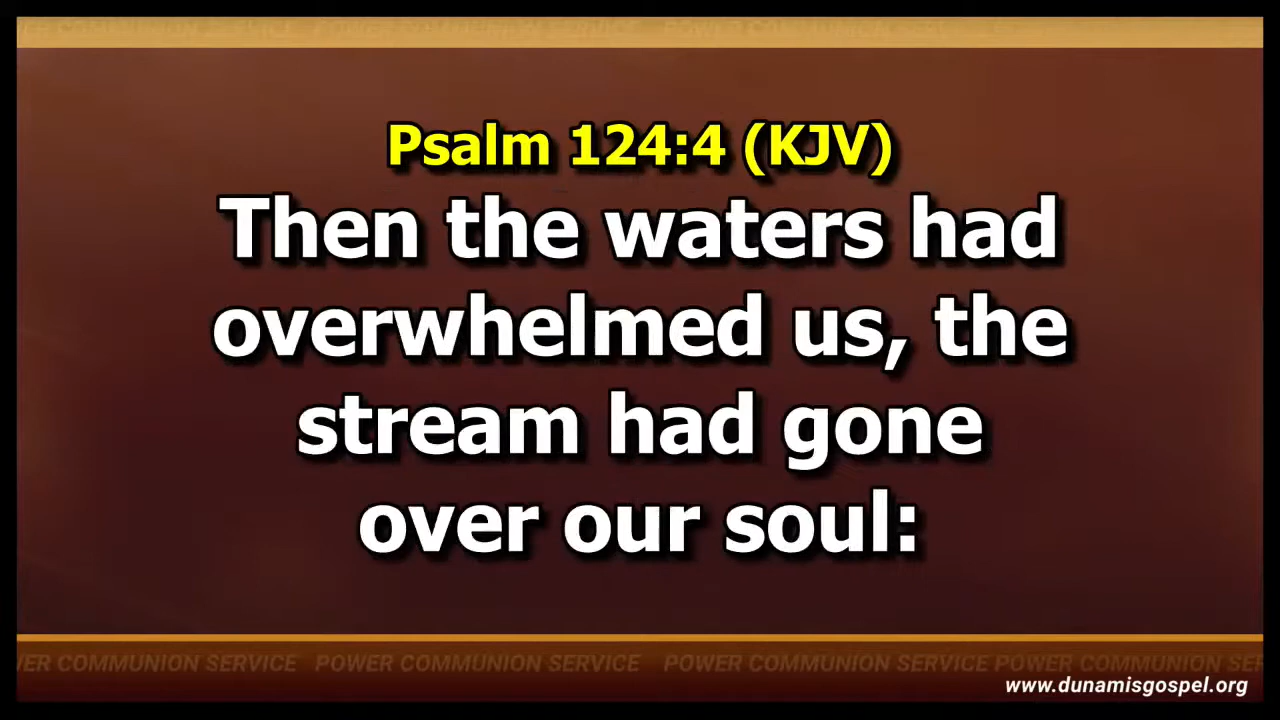 Psalm 124:4 (KJV)
Then the waters had
overwhelmed us, the
stream had gone
over our soul:
VER COMMUNION SERVICE POWER COMMUNION SERVICE POWER COMMUNION SERVICE POWER COMMUNION SER
www.dunamisgospel.org